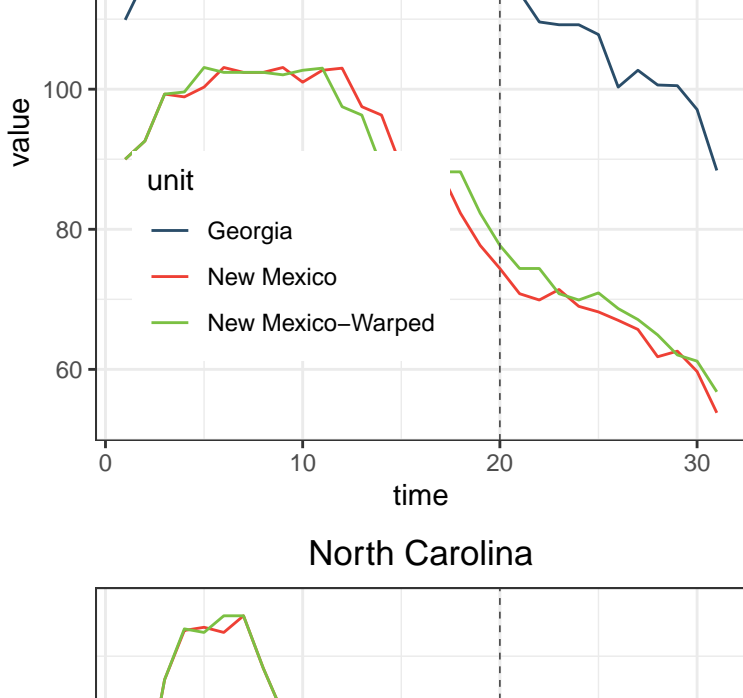 100
value
unit
80
Georgia
New Mexico
New Mexico–Warped
60
0 10 20 30
time
North Carolina